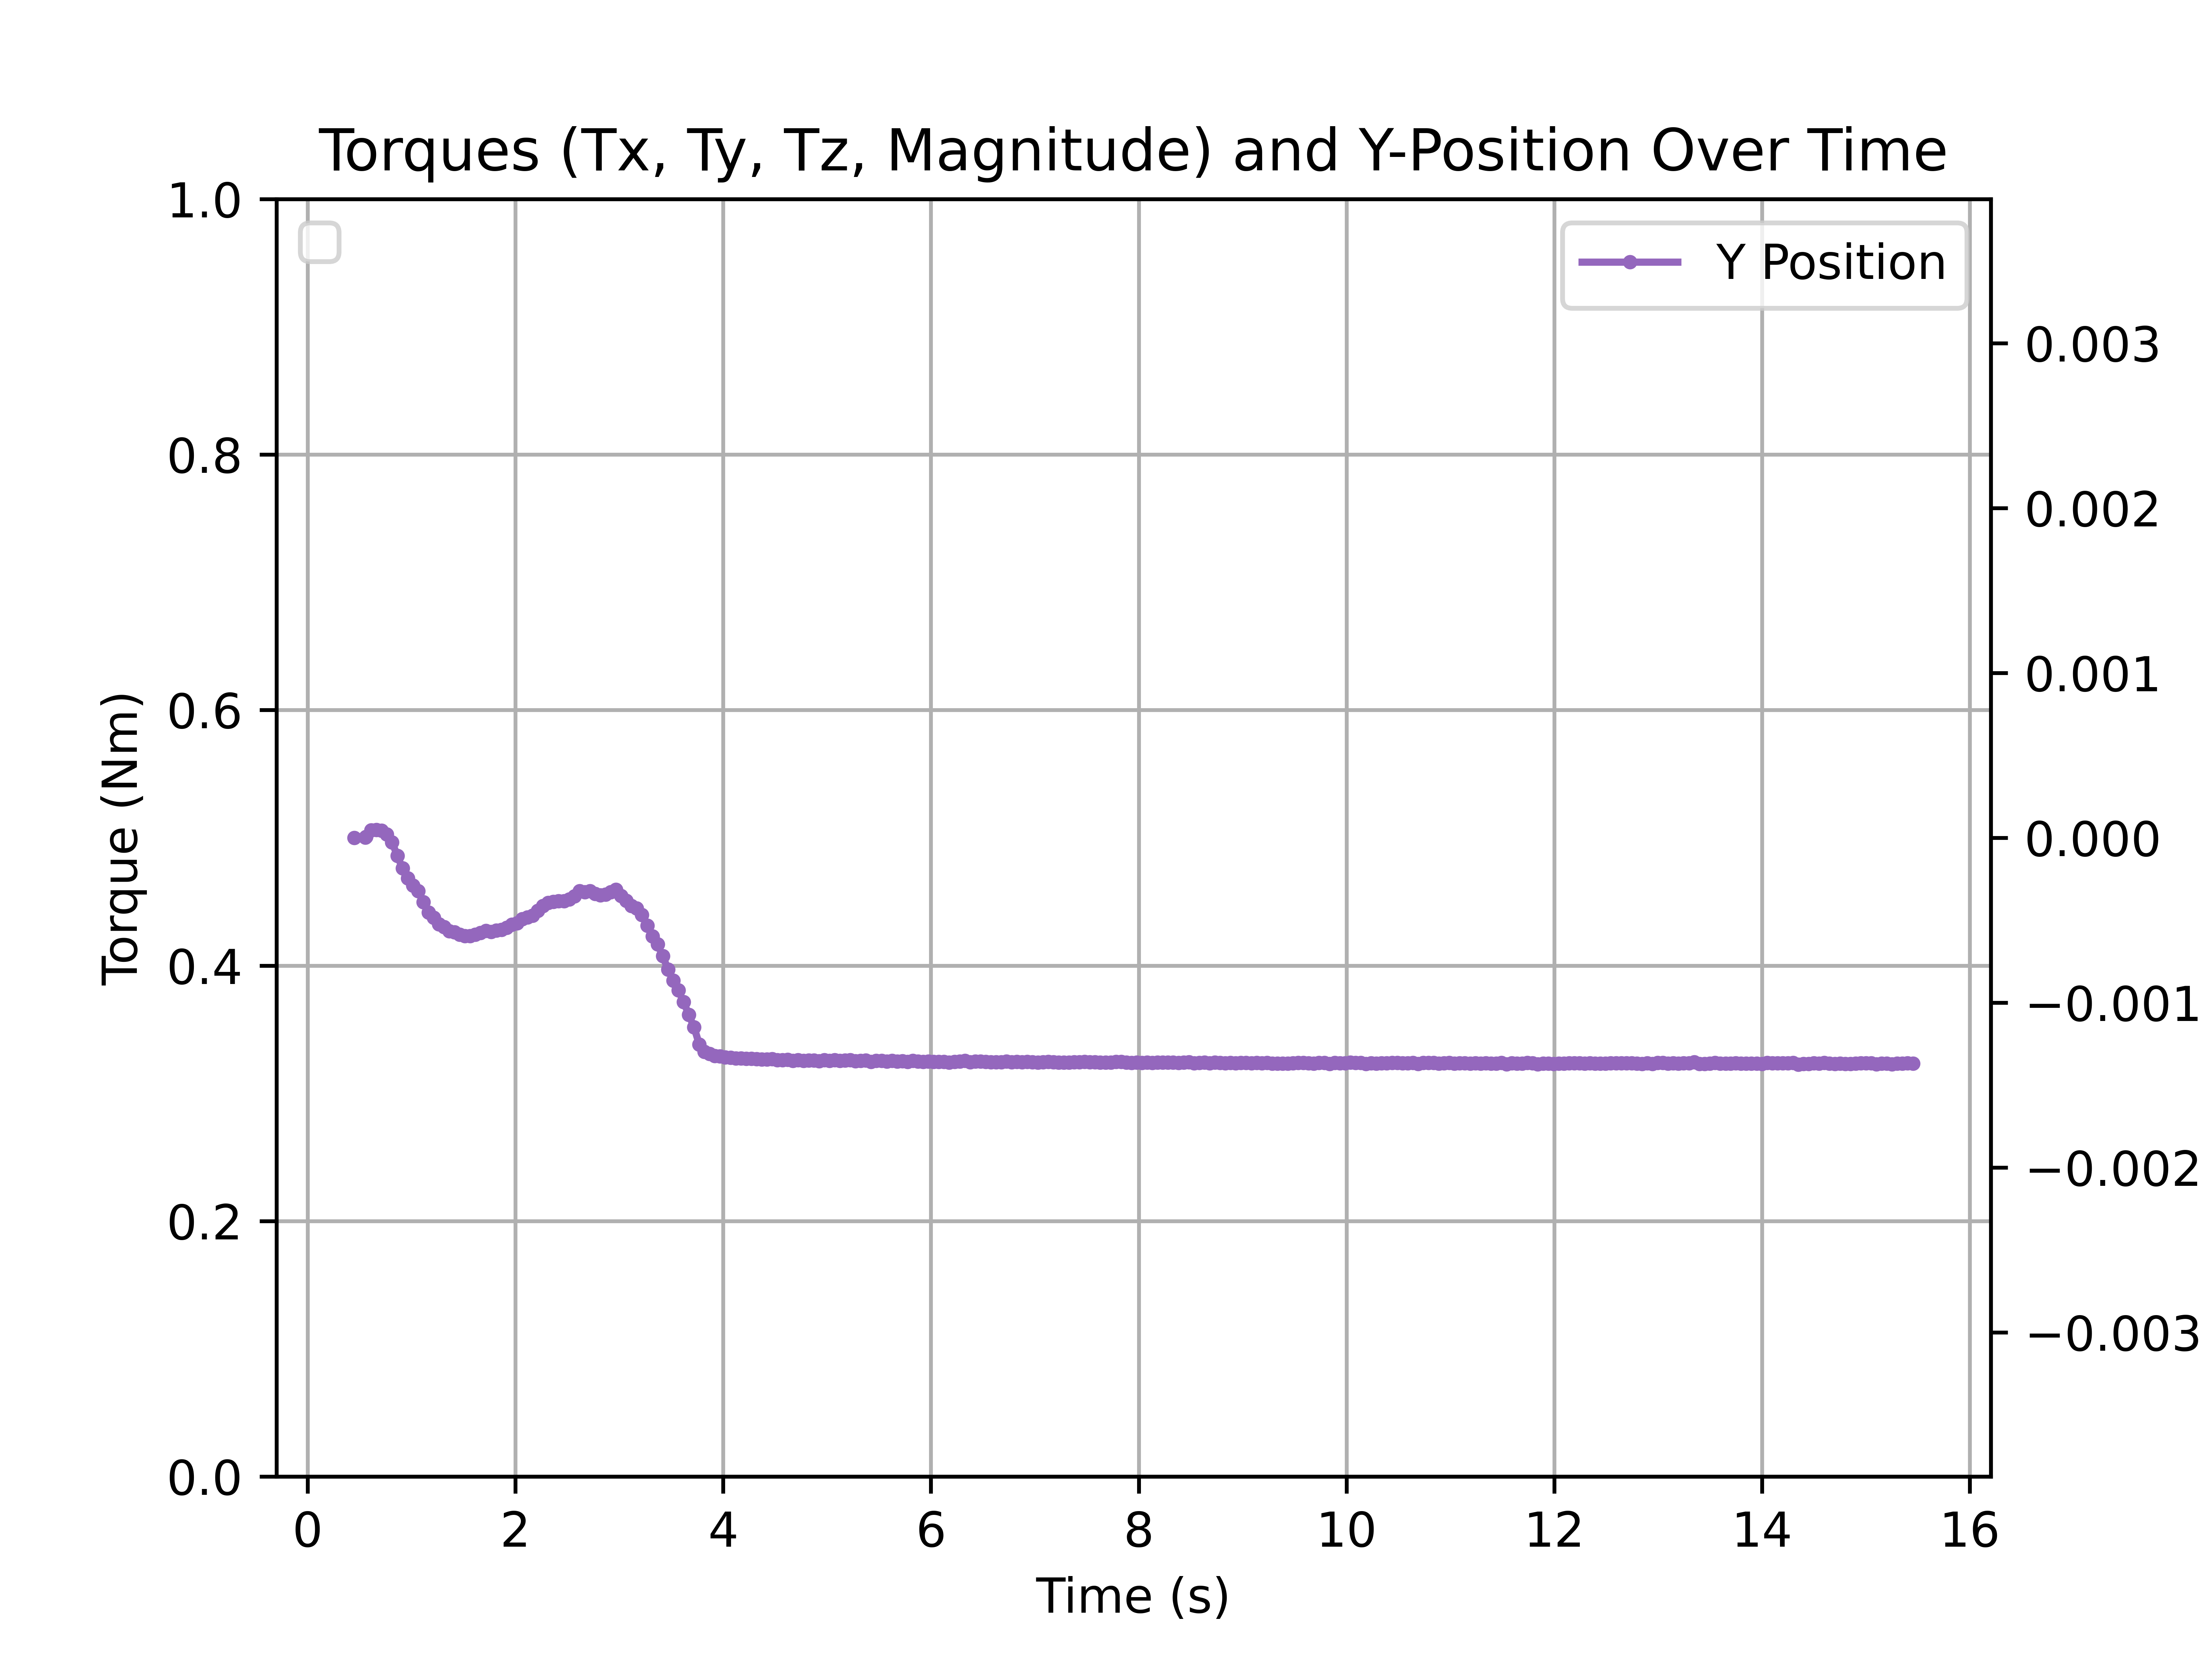 Torques (Tx, Ty, Tz, Magnitude) and Y-Position Over Time
1.0
0.8
0.6
0.4
0.2
0.0
Torque (Nm)
Y Position
0.003
0.002
0.001
0.000
−0.001
−0.002
−0.003
0 2 4 6 8 10 12 14 16
Time (s)